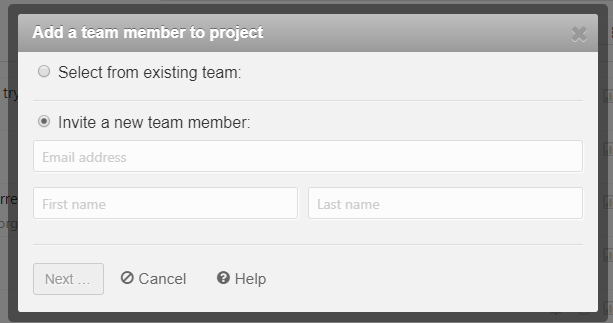 Add a team member to project
try
Select from existing team:
Invite a new team member:
Email address
First name Last name
Next ... Cancel Help